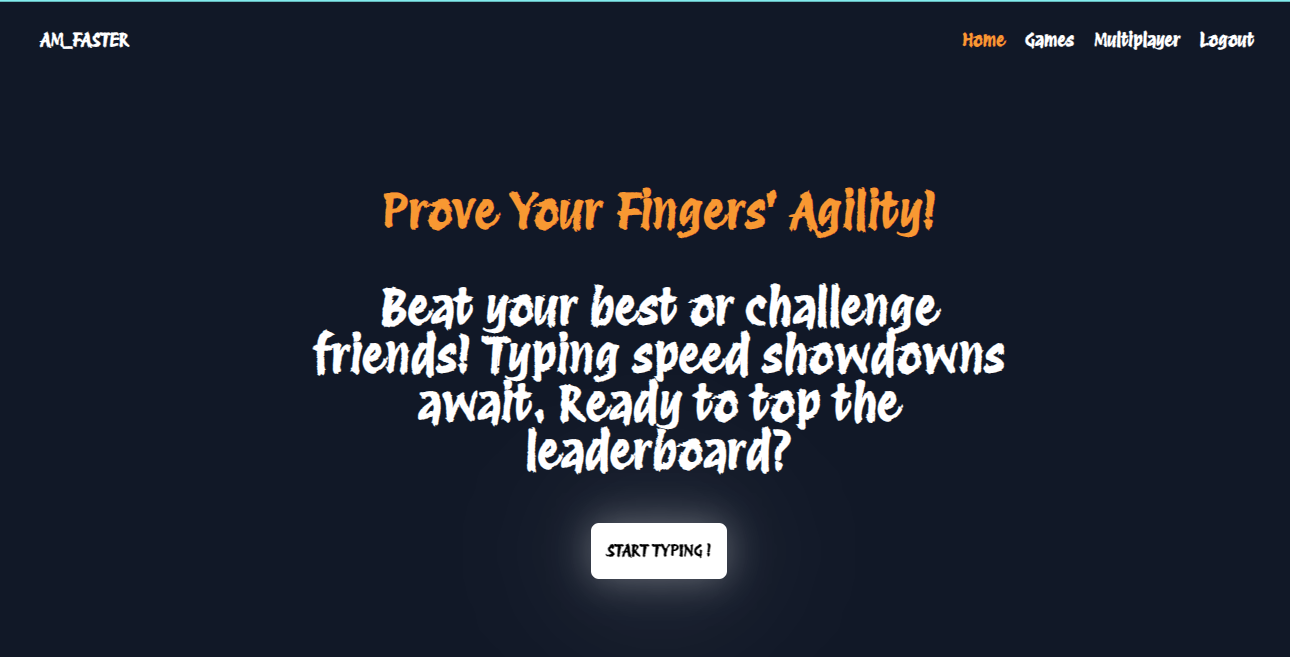 AM_FASTER
Home Games Multiplayer Logout
Prove Your Fingers' Agility!
Beat your best or challenge
friends! Typing speed showdowns
await. Ready to top the
leaderboard?
START TYPING !